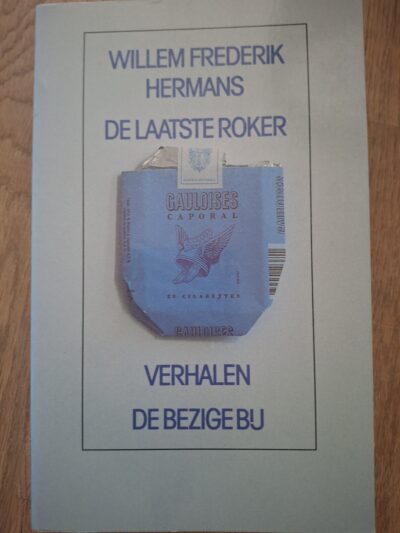 WILLEM FREDERIK
HERMANS
DE LAATSTE ROKER
GAULOISES
CAPORAL
20 CIGARETTES
GAULOISES
VERHALEN
DE BEZIGE BIJ